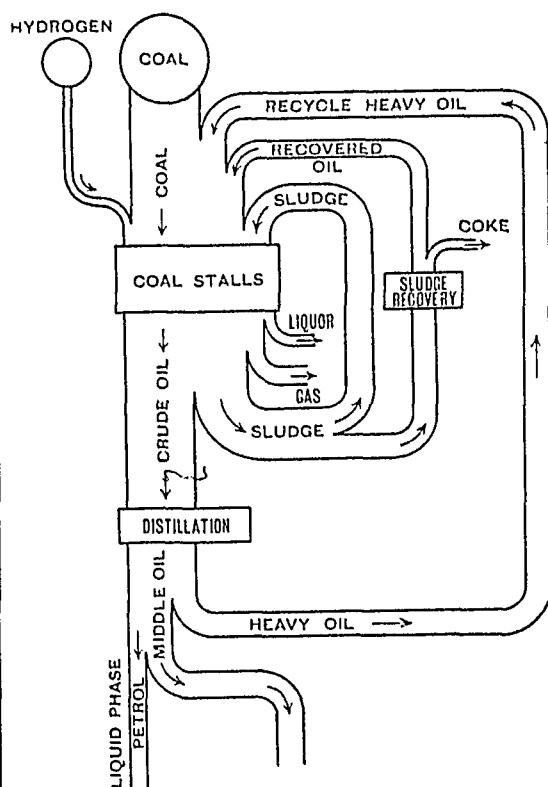 HYDROGEN
COAL
RECYCLE HEAVY OIL
RECOVERED
OIL
COAL
SLUDGE
COKE
COAL STALLS
SLUDGE
RECOVERY
LIQUOR
GAS
CRUDE OIL
SLUDGE
DISTILLATION
MIDDLE OIL
HEAVY OIL
LIQUID PHASE
PETROL